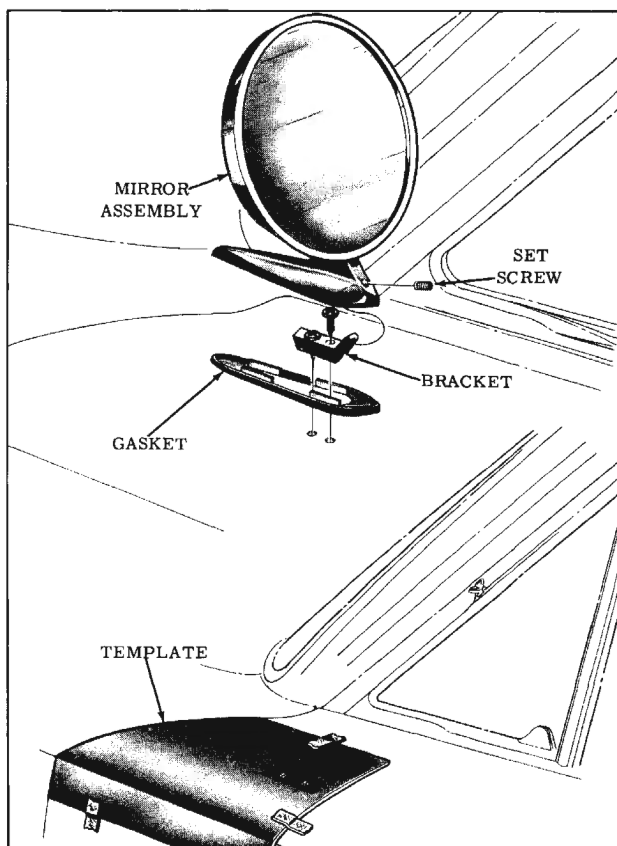 MIRROR
ASSEMBLY
SET
SCREW
BRACKET
GASKET
TEMPLATE